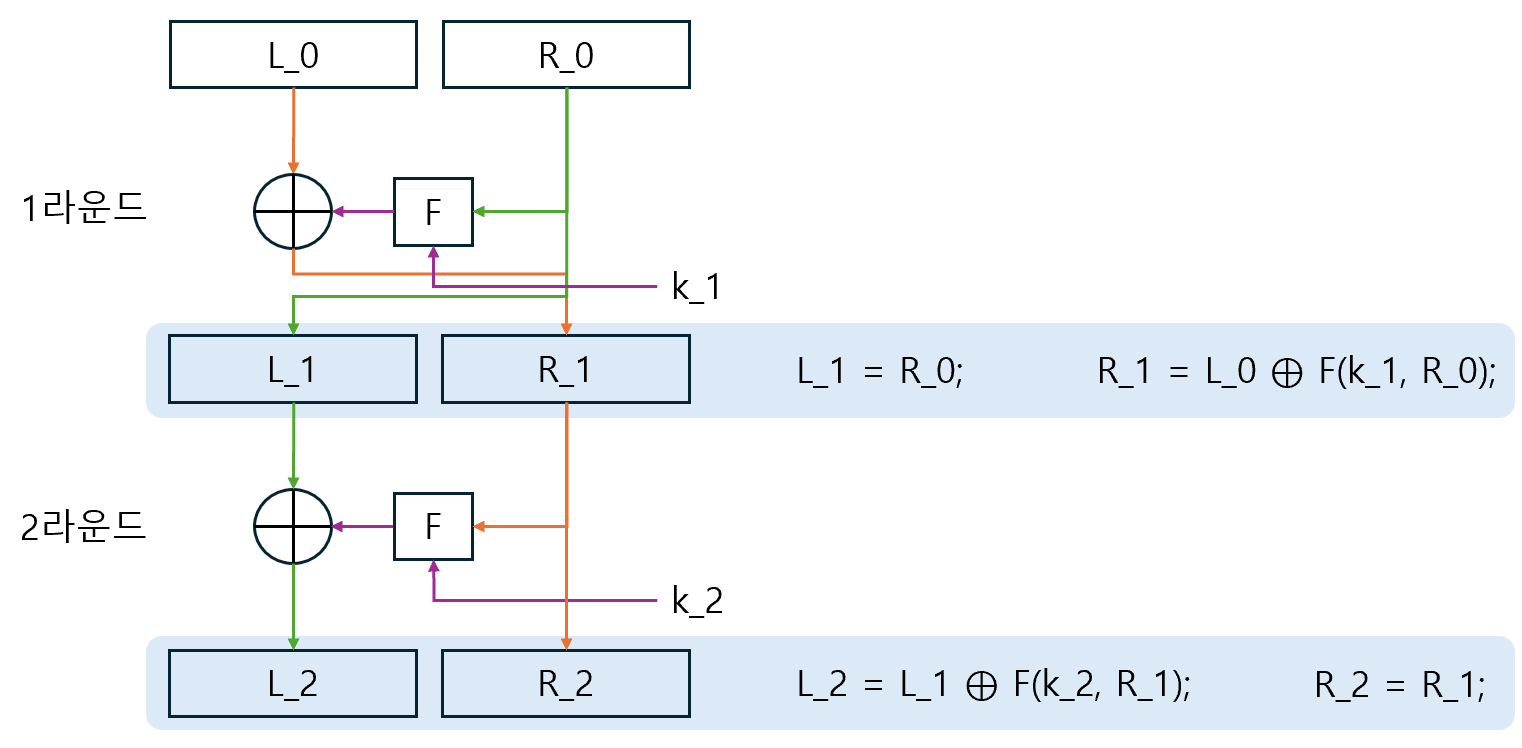 L_0
R_0
1라운드
F
k_1
L_1
R_1
L_1 = R_0;
R_1 = L_0 ⊕ F(k_1, R_0);
2라운드
F
k_2
L_2
R_2
L_2 = L_1 ⊕ F(k_2, R_1);
R_2 = R_1;